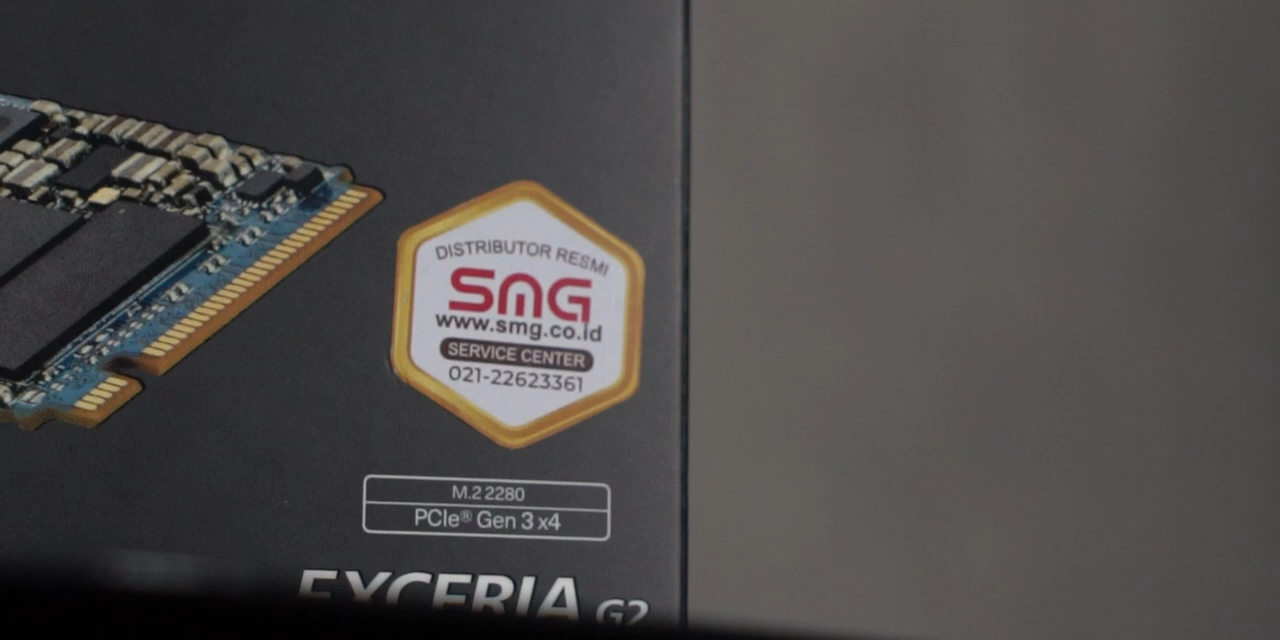 DISTRIBUTOR RESMI
SMG
www.smg.co.id
SERVICE CENTER
021-22623361
M.2 2280
PCIe® Gen 3 x4
EXCERIA G2